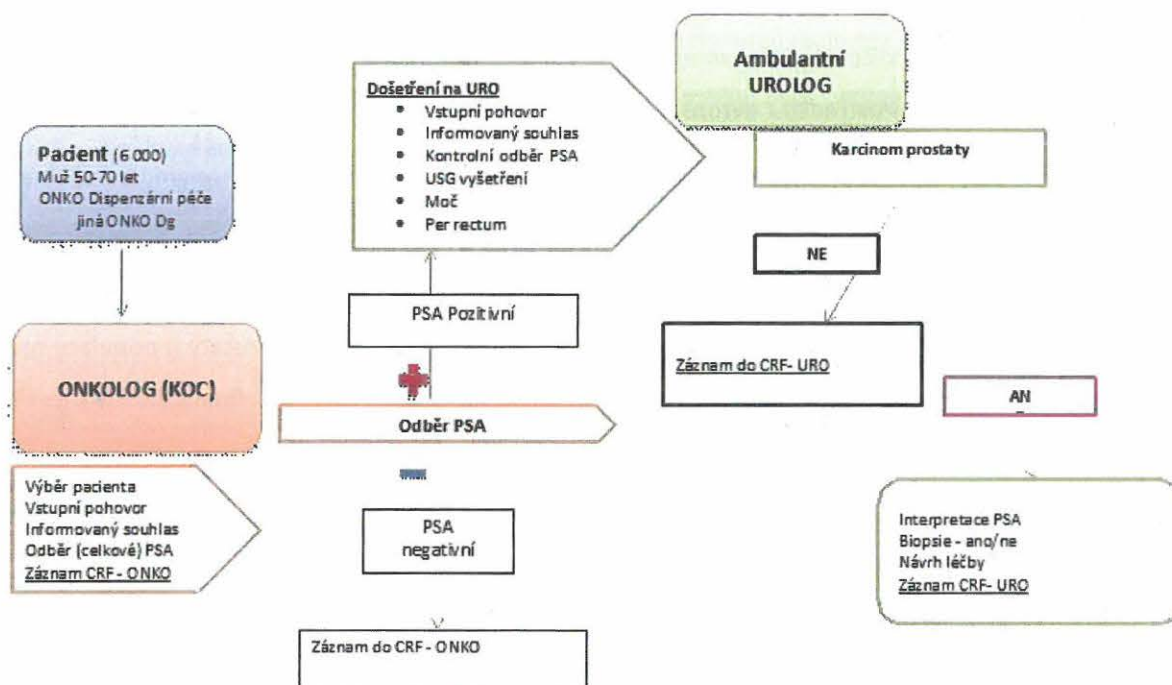 Pacient (6 000)
Muž 50-70 let
ONKO Dispenzární péče
jiná ONKO Dg
ONKOLOG (KOC)
Výběr pacienta
Vstupní pohovor
Informovaný souhlas
Odběr (celkové) PSA
Záznam CRF - ONKO
Odběr PSA
PSA Pozitivní
Došetření na URO
• Vstupní pohovor
• Informovaný souhlas
• Kontrolní odběr PSA
• USG vyšetření
• Moč
• Per rectum
PSA
negativní
Záznam do CRF - ONKO
Ambulantní
UROLOG
Karcinom prostaty
NE
Záznam do CRF- URO
AN
Interpretace PSA
Biopsie - ano/ne
Návrh léčby
Záznam CRF- URO